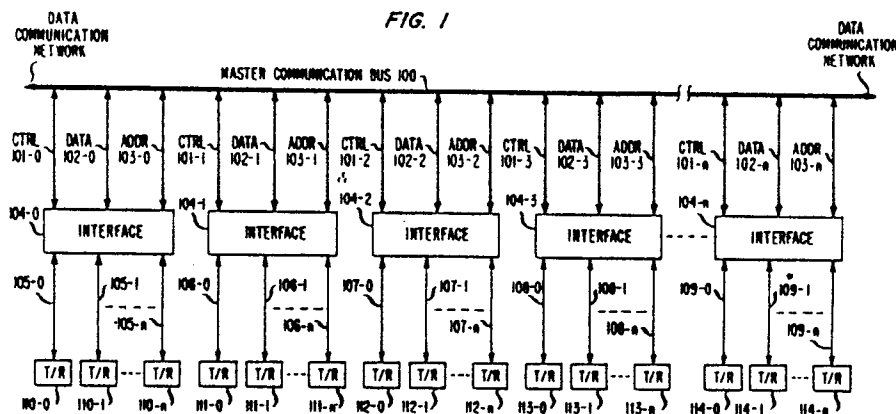 FIG. 1
DATA COMMUNICATION NETWORK
DATA COMMUNICATION NETWORK
MASTER COMMUNICATION BUS 100
CTRL 101-0 DATA 102-0 ADDR 103-0 CTRL 101-1 DATA 102-1 ADDR 103-1 CTRL 101-2 DATA 102-2 ADDR 103-2 CTRL 101-3 DATA 102-3 ADDR 103-3 CTRL 101-n DATA 102-n ADDR 103-n
104-0 104-1 104-2 104-3 104-n
INTERFACE INTERFACE INTERFACE INTERFACE INTERFACE
105-0 105-1 105-n 106-0 106-1 106-n 107-0 107-1 107-n 108-0 108-1 108-n 109-0 109-1 109-n
T/R T/R T/R T/R T/R T/R T/R T/R T/R T/R T/R T/R T/R T/R T/R
110-0 110-1 110-n 111-0 111-1 111-n 112-0 112-1 112-n 113-0 113-1 113-n 114-0 114-1 114-n